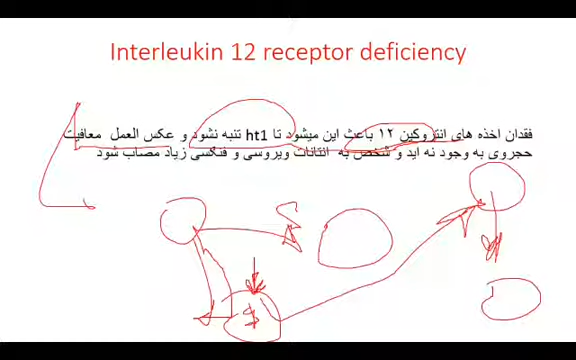 Interleukin 12 receptor deficiency
فقدان اخذه های انتروکین ۱۲ باعث این میشود تا ht1 تنبه نشود و عکس العمل معافیت
حجروی به وجود نه اید و شخص به انتانات ویروسی و فنگسی زیاد مصاب شود